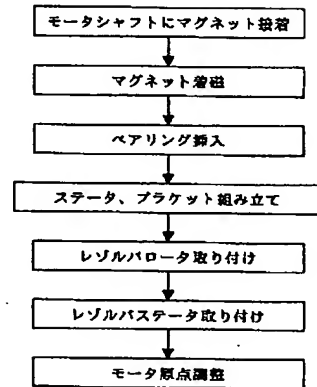 モータシャフトにマグネット接着
マグネット着磁
ベアリング挿入
ステータ、ブラケット組み立て
レゾルバロータ取り付け
レゾルバステータ取り付け
モータ原点調整